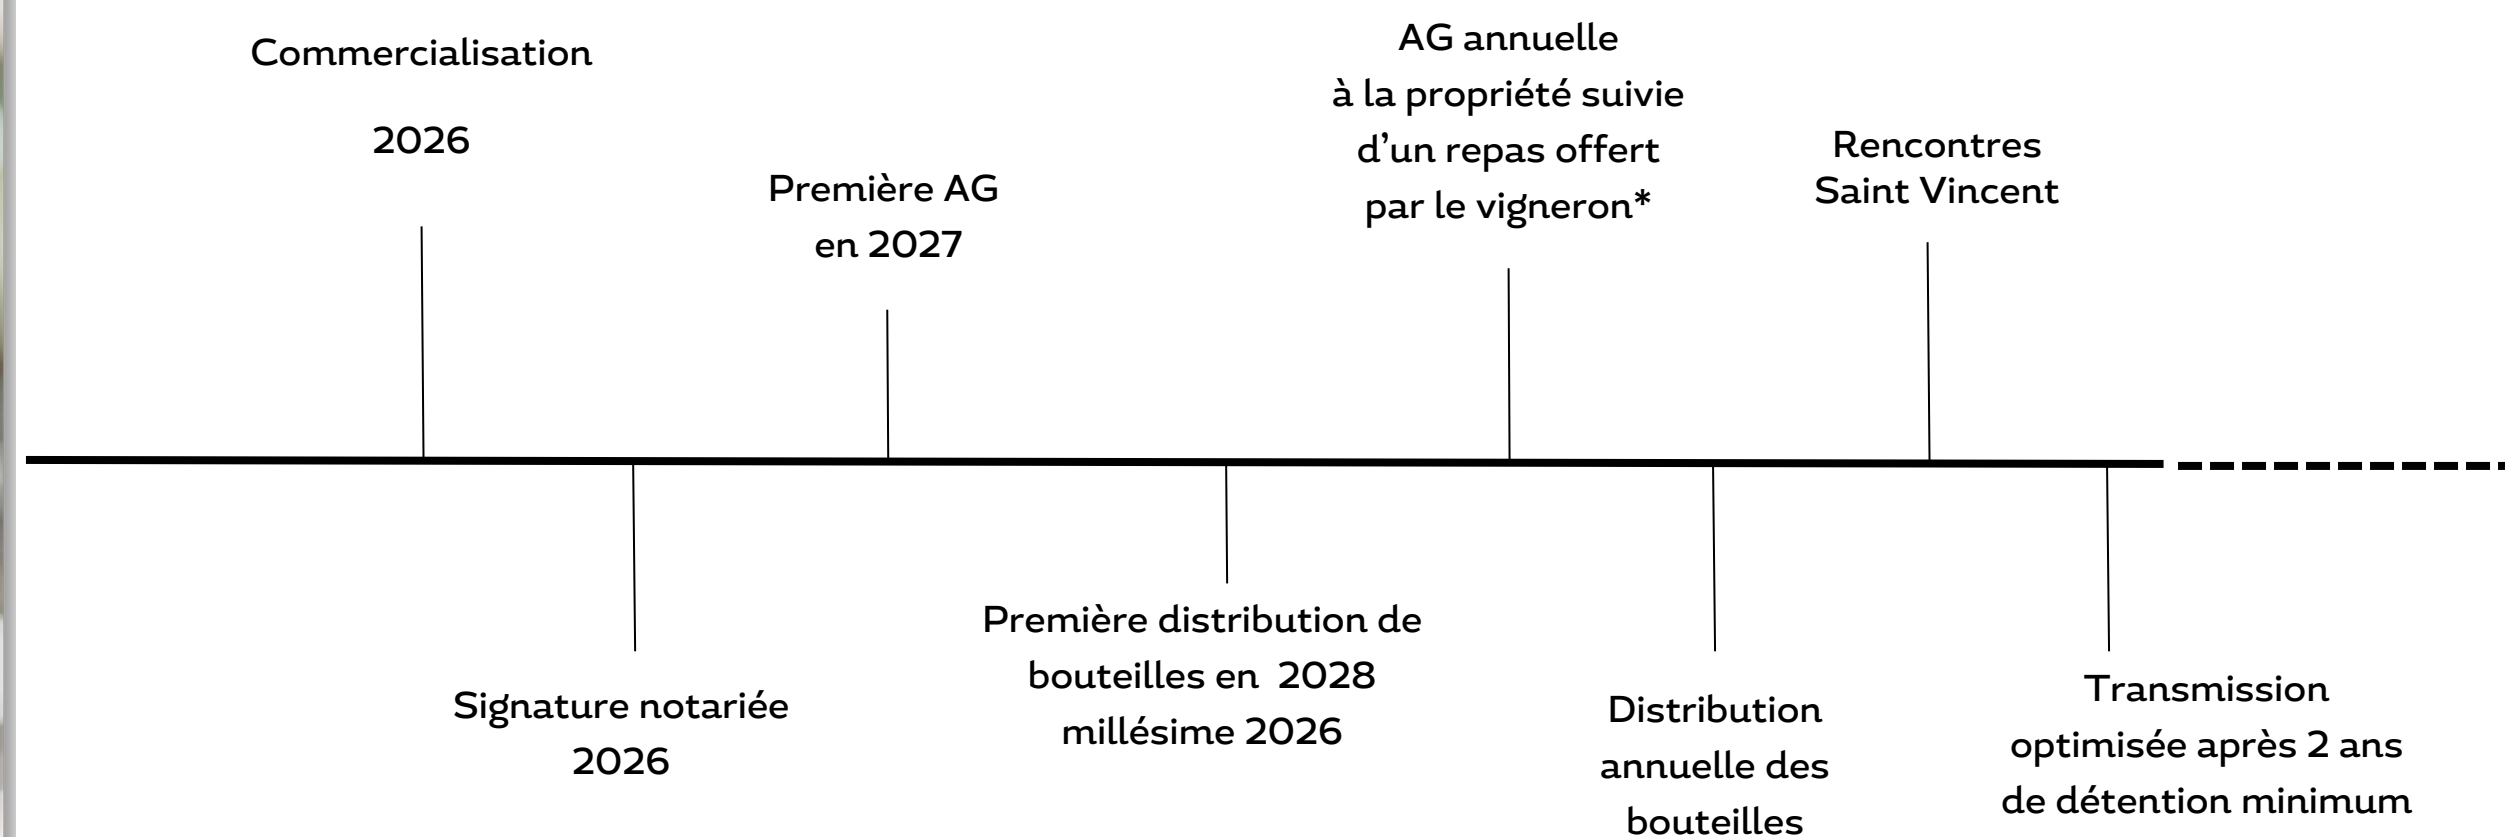 Commercialisation
2026
Signature notariée
2026
Première AG
en 2027
Première distribution de
bouteilles en 2028
millésime 2026
AG annuelle
à la propriété suivie
d’un repas offert
par le vigneron*
Distribution
annuelle des
bouteilles
Rencontres
Saint Vincent
Transmission
optimisée après 2 ans
de détention minimum